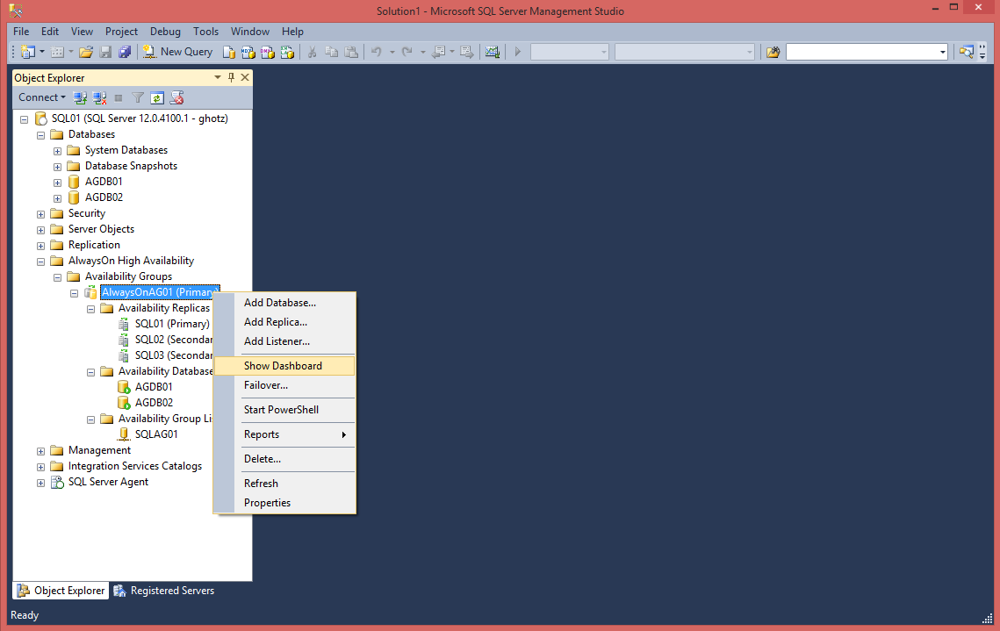 Solution1 - Microsoft SQL Server Management Studio
File Edit View Project Debug Tools Window Help
New Query
Object Explorer
Connect
SQL01 (SQL Server 12.0.4100.1 - ghotz)
Databases
System Databases
Database Snapshots
AGDB01
AGDB02
Security
Server Objects
Replication
AlwaysOn High Availability
Availability Groups
AlwaysOnAG01 (Primary)
Availability Replicas
SQL01 (Primary)
SQL02 (Secondar
SQL03 (Secondar
Availability Database
AGDB01
AGDB02
Availability Group Li
SQLAG01
Management
Integration Services Catalogs
SQL Server Agent
Add Database...
Add Replica...
Add Listener...
Show Dashboard
Failover...
Start PowerShell
Reports
Delete...
Refresh
Properties
Object Explorer Registered Servers
Ready